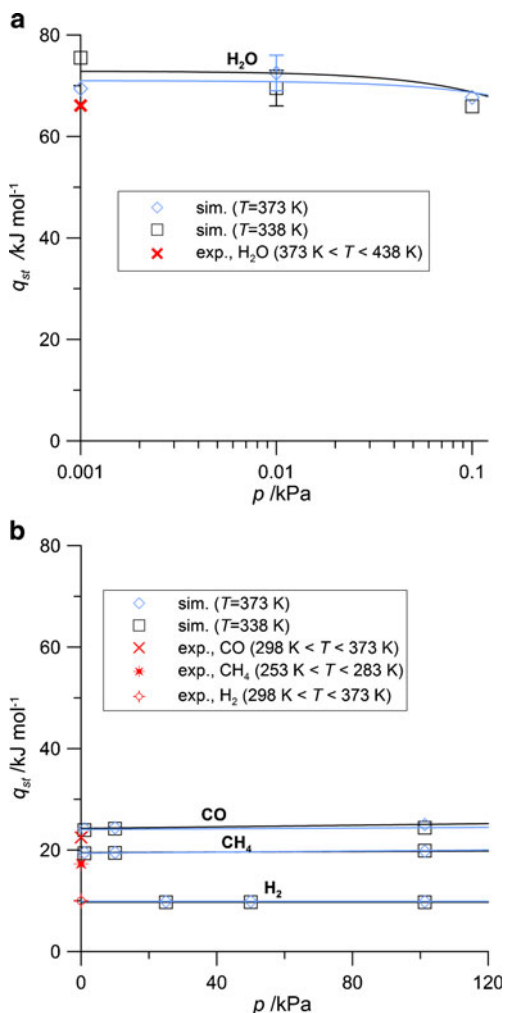 a
80
H₂O
60
sim. (T=373 K)
sim. (T=338 K)
exp., H₂O (373 K < T < 438 K)
qst /kJ mol⁻¹
40
20
0
0.001
0.01
0.1
p /kPa
b
80
sim. (T=373 K)
sim. (T=338 K)
exp., CO (298 K < T < 373 K)
exp., CH₄ (253 K < T < 283 K)
exp., H₂ (298 K < T < 373 K)
60
qst /kJ mol⁻¹
40
CO
20
CH₄
H₂
0
0
40
80
120
p /kPa